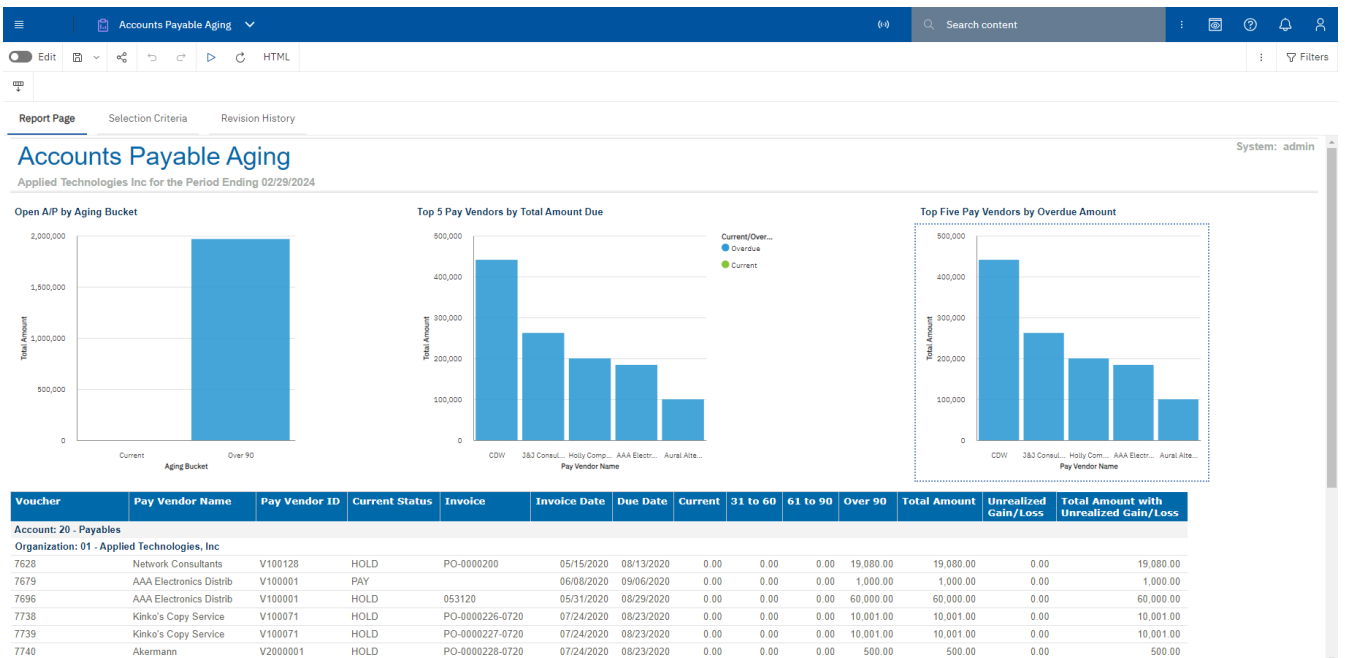 Accounts Payable Aging
Search content
Edit HTML Filters
Report Page Selection Criteria Revision History
System: admin
Accounts Payable Aging
Applied Technologies Inc for the Period Ending 02/29/2024
Open A/P by Aging Bucket
2,000,000
1,500,000
1,000,000
500,000
0
Total Amount
Current Over 90
Aging Bucket
Top 5 Pay Vendors by Total Amount Due
500,000
400,000
300,000
200,000
100,000
0
Total Amount
CDW J&J Consul... Holly Comp... AAA Electr... Aural Alte...
Pay Vendor Name
Current/Over...
Overdue
Current
Top Five Pay Vendors by Overdue Amount
500,000
400,000
300,000
200,000
100,000
0
Total Amount
CDW J&J Consul... Holly Com... AAA Electr... Aural Alte...
Pay Vendor Name
Voucher Pay Vendor Name Pay Vendor ID Current Status Invoice Invoice Date Due Date Current 31 to 60 61 to 90 Over 90 Total Amount Unrealized Gain/Loss Total Amount with Unrealized Gain/Loss
Account: 20 - Payables
Organization: 01 - Applied Technologies, Inc
7628 Network Consultants V100128 HOLD PO-0000200 05/15/2020 08/13/2020 0.00 0.00 0.00 19,080.00 19,080.00 0.00 19,080.00
7679 AAA Electronics Distrib V100001 PAY 06/08/2020 09/06/2020 0.00 0.00 0.00 1,000.00 1,000.00 0.00 1,000.00
7696 AAA Electronics Distrib V100001 HOLD 053120 05/31/2020 08/29/2020 0.00 0.00 0.00 60,000.00 60,000.00 0.00 60,000.00
7738 Kinko's Copy Service V100071 HOLD PO-0000226-0720 07/24/2020 08/23/2020 0.00 0.00 0.00 10,001.00 10,001.00 0.00 10,001.00
7739 Kinko's Copy Service V100071 HOLD PO-0000227-0720 07/24/2020 08/23/2020 0.00 0.00 0.00 10,001.00 10,001.00 0.00 10,001.00
7740 Akermann V2000001 HOLD PO-0000228-0720 07/24/2020 08/23/2020 0.00 0.00 0.00 500.00 500.00 0.00 500.00